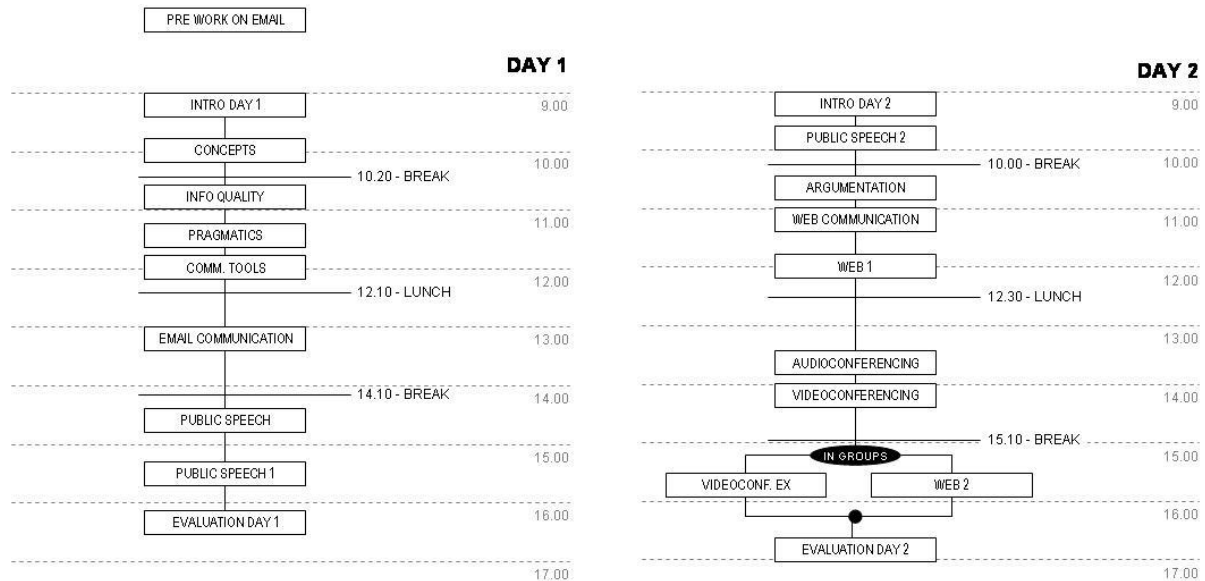 PRE WORK ON EMAIL
DAY 1
INTRO DAY 1
9.00
CONCEPTS
10.00
10.20 - BREAK
INFO QUALITY
11.00
PRAGMATICS
COMM. TOOLS
12.00
12.10 - LUNCH
EMAIL COMMUNICATION
13.00
14.10 - BREAK
14.00
PUBLIC SPEECH
15.00
PUBLIC SPEECH 1
16.00
EVALUATION DAY 1
17.00
DAY 2
INTRO DAY 2
9.00
PUBLIC SPEECH 2
10.00 - BREAK
10.00
ARGUMENTATION
WEB COMMUNICATION
11.00
WEB 1
12.00
12.30 - LUNCH
13.00
AUDIOCONFERENCING
VIDEOCONFERENCING
14.00
15.10 - BREAK
IN GROUPS
15.00
VIDEOCONF. EX
WEB 2
16.00
EVALUATION DAY 2
17.00